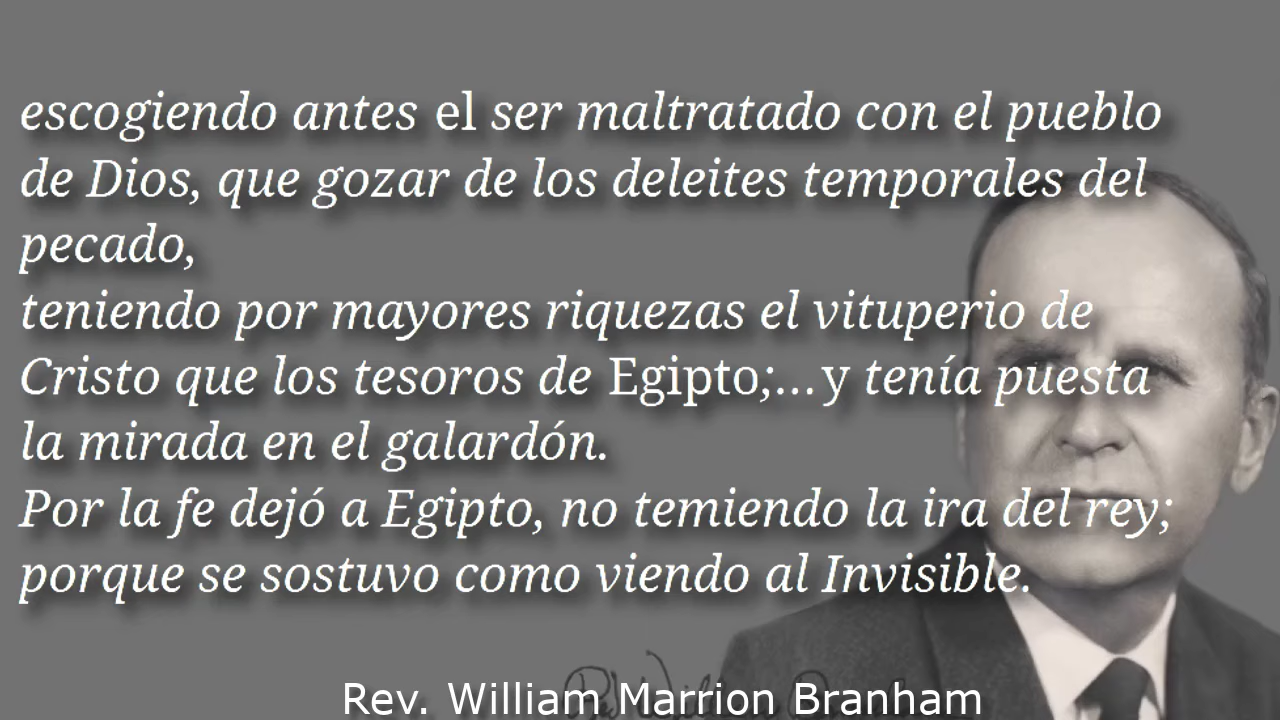 escogiendo antes el ser maltratado con el pueblo
de Dios, que gozar de los deleites temporales del
pecado,
teniendo por mayores riquezas el vituperio de
Cristo que los tesoros de Egipto;...y tenía puesta
la mirada en el galardón.
Por la fe dejó a Egipto, no temiendo la ira del rey;
porque se sostuvo como viendo al Invisible.
Rev. William Marrion Branham